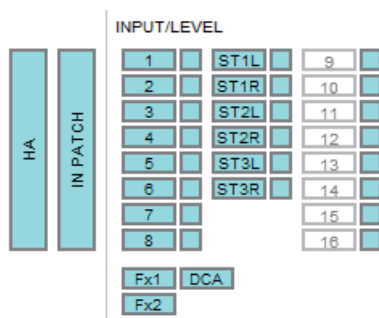 INPUT/LEVEL
HA
IN PATCH
1 ST1L 9
2 ST1R 10
3 ST2L 11
4 ST2R 12
5 ST3L 13
6 ST3R 14
7 15
8 16
Fx1 DCA
Fx2